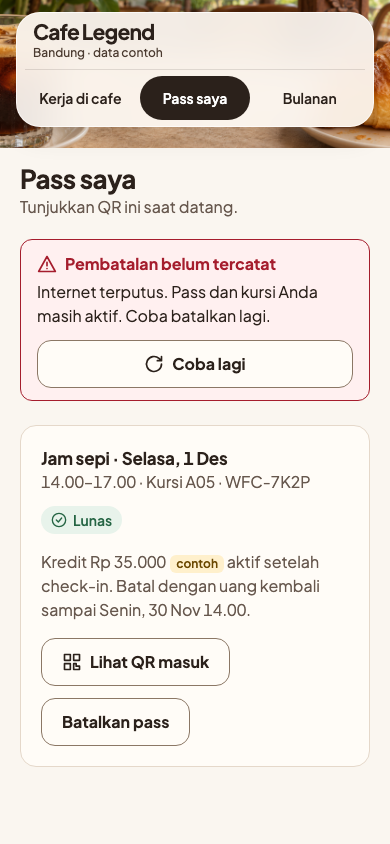 Cafe Legend
Bandung · data contoh
Kerja di cafe
Pass saya
Bulanan
Pass saya
Tunjukkan QR ini saat datang.
Pembatalan belum tercatat
Internet terputus. Pass dan kursi Anda
masih aktif. Coba batalkan lagi.
Coba lagi
Jam sepi · Selasa, 1 Des
14.00–17.00 · Kursi A05 · WFC-7K2P
Lunas
Kredit Rp 35.000 contoh aktif setelah
check-in. Batal dengan uang kembali
sampai Senin, 30 Nov 14.00.
Lihat QR masuk
Batalkan pass